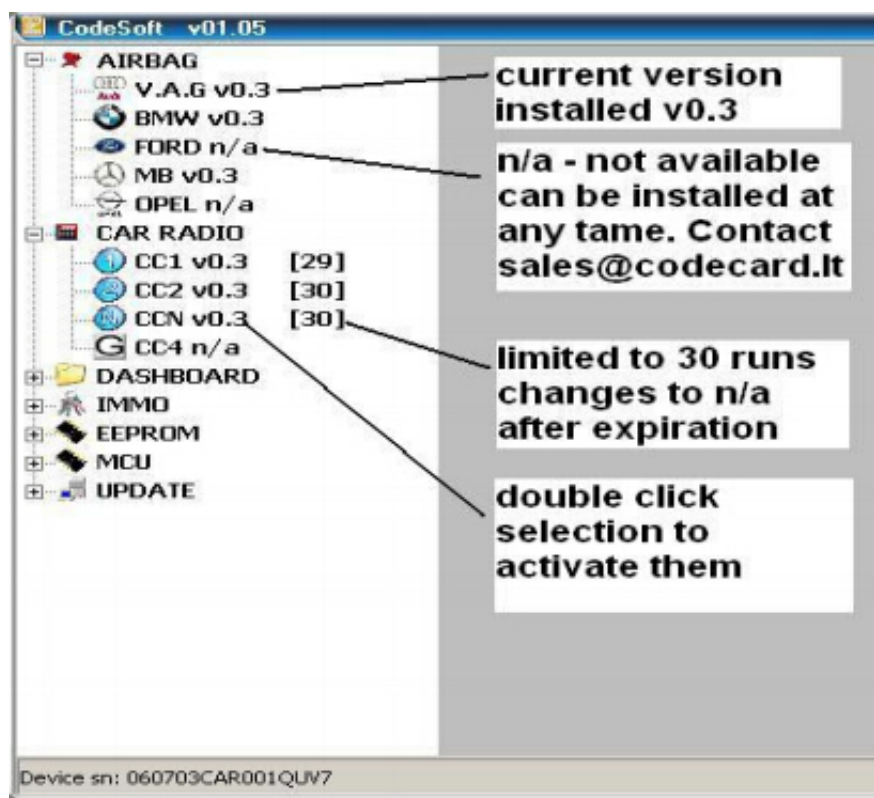 CodeSoft v01.05
AIRBAG
V.A.G v0.3
BMW v0.3
FORD n/a
MB v0.3
OPEL n/a
CAR RADIO
CC1 v0.3 [29]
CC2 v0.3 [30]
CCN v0.3 [30]
CC4 n/a
DASHBOARD
IMMO
EEPROM
MCU
UPDATE
current version
installed v0.3
n/a - not available
can be installed at
any tame. Contact
sales@codecard.lt
limited to 30 runs
changes to n/a
after expiration
double click
selection to
activate them
Device sn: 060703CAR001QUV7